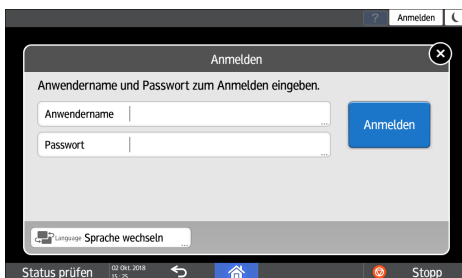 ? Anmelden
Anmelden
Anwendername und Passwort zum Anmelden eingeben.
Anwendername
...
Anmelden
Passwort
...
Language Sprache wechseln
...
Status prüfen
02 Okt. 2018
15 : 25
Stopp